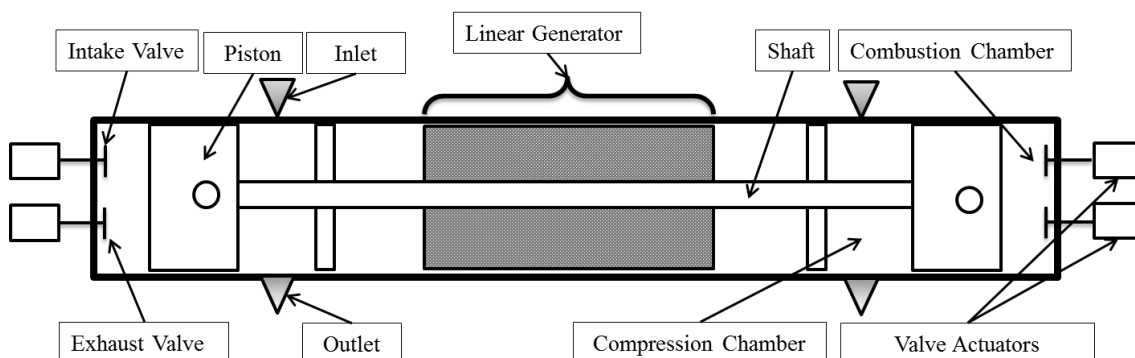 Linear Generator
Intake Valve
Piston
Inlet
Shaft
Combustion Chamber
Exhaust Valve
Outlet
Compression Chamber
Valve Actuators